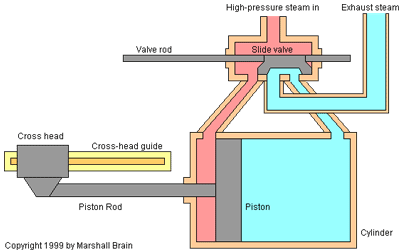 High-pressure steam in
Exhaust steam
Valve rod
Slide valve
Cross head
Cross-head guide
Piston Rod
Piston
Cylinder
Copyright 1999 by Marshall Brain